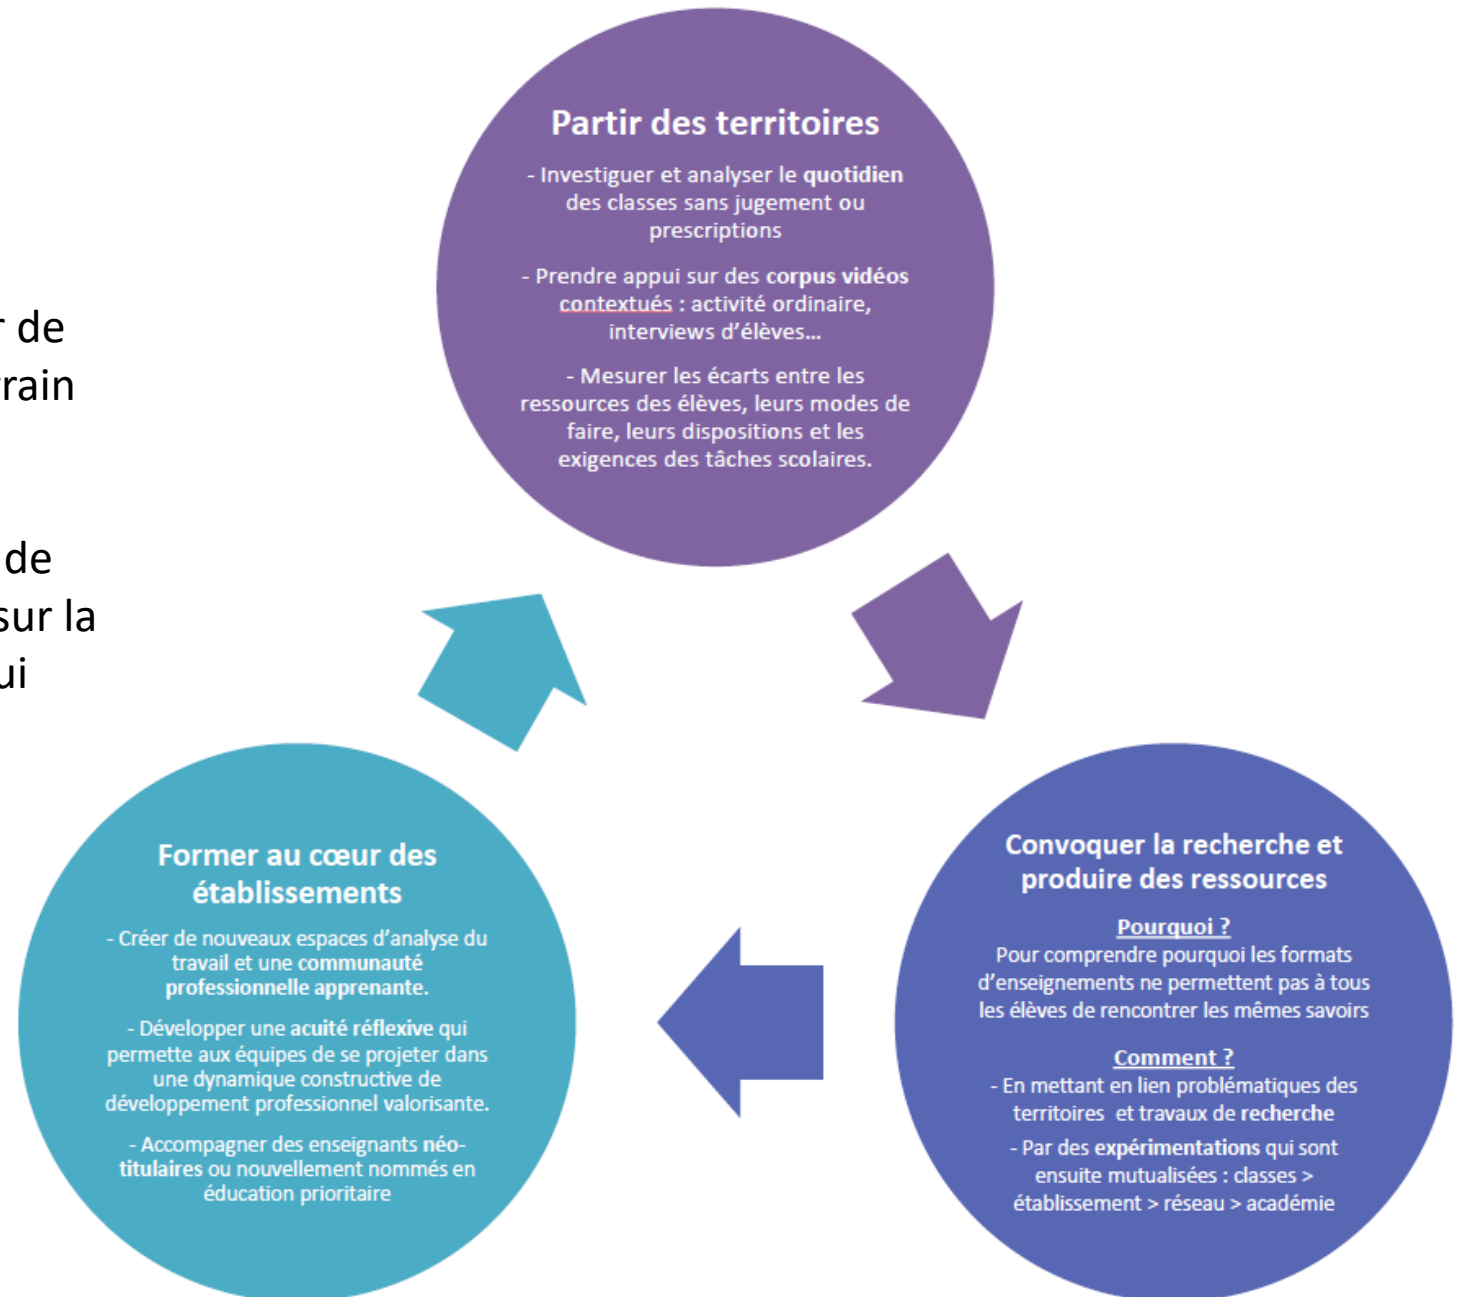 Partir des territoires
- Investiguer et analyser le quotidien
des classes sans jugement ou
prescriptions
- Prendre appui sur des corpus vidéos
contextués : activité ordinaire,
interviews d’élèves…
- Mesurer les écarts entre les
ressources des élèves, leurs modes de
faire, leurs dispositions et les
exigences des tâches scolaires.
de
de
sur la
Former au cœur des
établissements
- Créer de nouveaux espaces d’analyse du
travail et une communauté
professionnelle apprenante.
- Développer une acuité réflexive qui
permette aux équipes de se projeter dans
une dynamique constructive de
développement professionnel valorisante.
- Accompagner des enseignants néo-
titulaires ou nouvellement nommés en
éducation prioritaire
Convoquer la recherche et
produire des ressources
Pourquoi ?
Pour comprendre pourquoi les formats
d’enseignements ne permettent pas à tous
les élèves de rencontrer les mêmes savoirs
Comment ?
- En mettant en lien problématiques des
territoires et travaux de recherche
- Par des expérimentations qui sont
ensuite mutualisées : classes >
établissement > réseau > académie